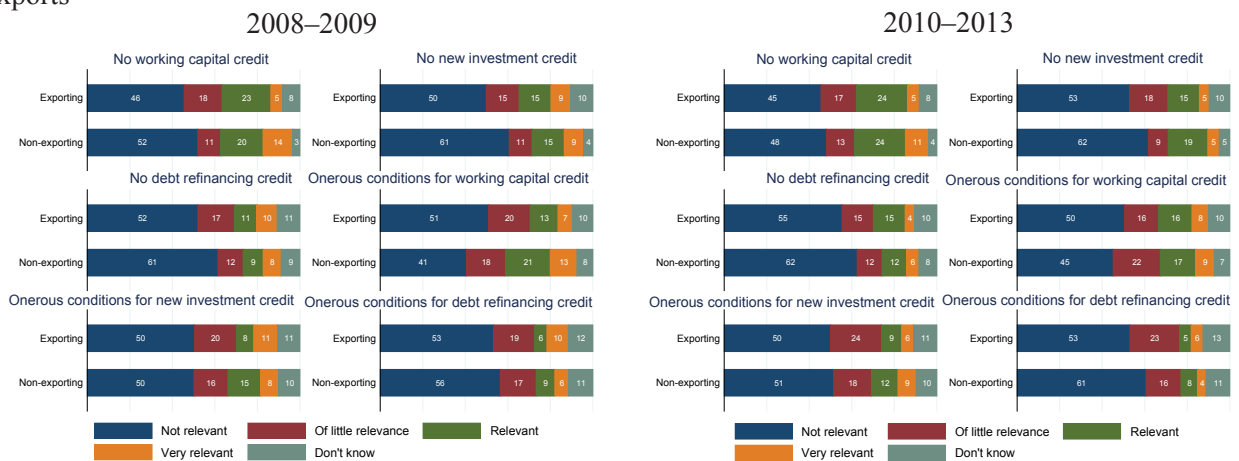 xports
2008–2009
No working capital credit
Exporting 46 18 23 5 8
Non-exporting 52 11 20 14 3
No new investment credit
Exporting 50 15 15 9 10
Non-exporting 61 11 15 9 4
No debt refinancing credit
Exporting 52 17 11 10 11
Non-exporting 61 12 9 8 9
Onerous conditions for working capital credit
Exporting 51 20 13 7 10
Non-exporting 41 18 21 13 8
Onerous conditions for new investment credit
Exporting 50 20 8 11 11
Non-exporting 50 16 15 8 10
Onerous conditions for debt refinancing credit
Exporting 53 19 6 10 12
Non-exporting 56 17 9 6 11
Not relevant Of little relevance Relevant
Very relevant Don't know
2010–2013
No working capital credit
Exporting 45 17 24 5 8
Non-exporting 48 13 24 11 4
No new investment credit
Exporting 53 18 15 5 10
Non-exporting 62 9 19 5 5
No debt refinancing credit
Exporting 55 15 15 4 10
Non-exporting 62 12 12 6 8
Onerous conditions for working capital credit
Exporting 50 16 16 8 10
Non-exporting 45 22 17 9 7
Onerous conditions for new investment credit
Exporting 50 24 9 6 11
Non-exporting 51 18 12 9 10
Onerous conditions for debt refinancing credit
Exporting 53 23 5 6 13
Non-exporting 61 16 8 4 11
Not relevant Of little relevance Relevant
Very relevant Don't know